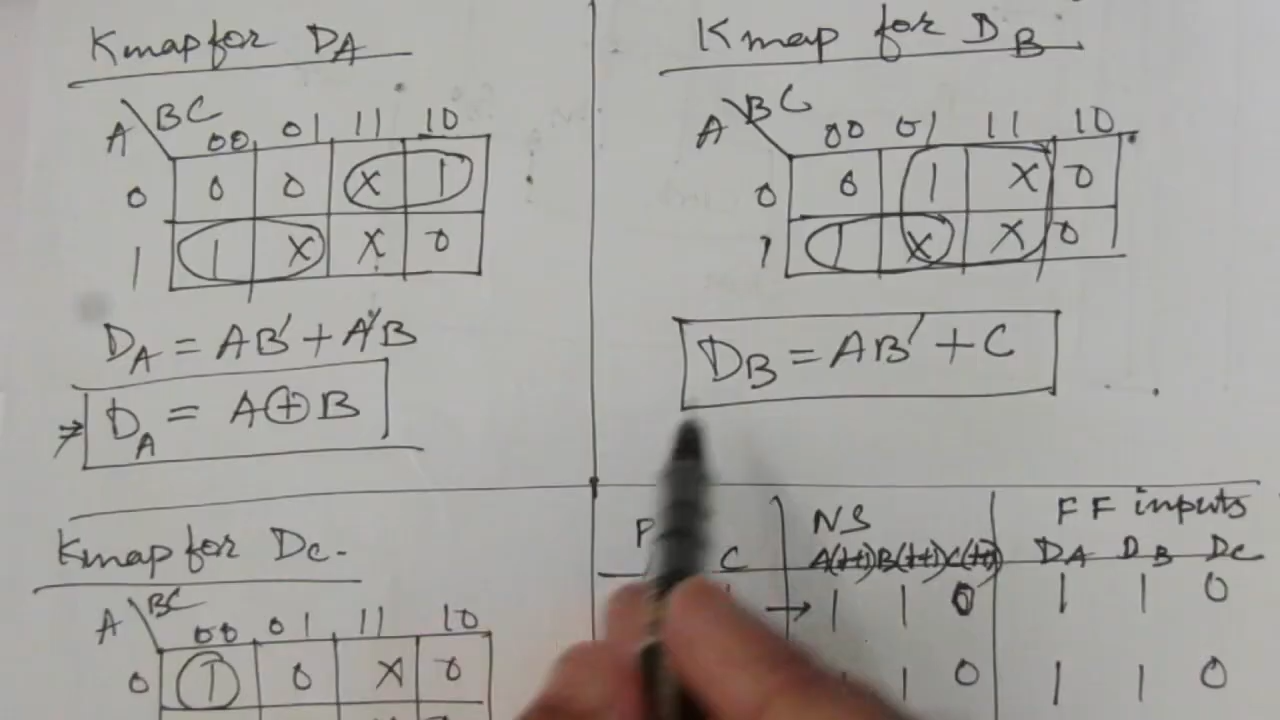 Kmap for DA
A \ BC
00 01 11 10
0 0 0 X 1
1 1 X X 0
DA = AB' + A'B
⇒ DA = A⊕B
Kmap for DB
A \ BC
00 01 11 10
0 0 1 X 0
1 1 X X 0
DB = AB' + C
Kmap for DC.
A \ BC
00 01 11 10
0 1 0 X 0
P NS FF inputs
C A(t+1) B(t+1) C(t+1) DA DB DC
→ 1 1 0 1 1 0
1 1 0 1 1 0